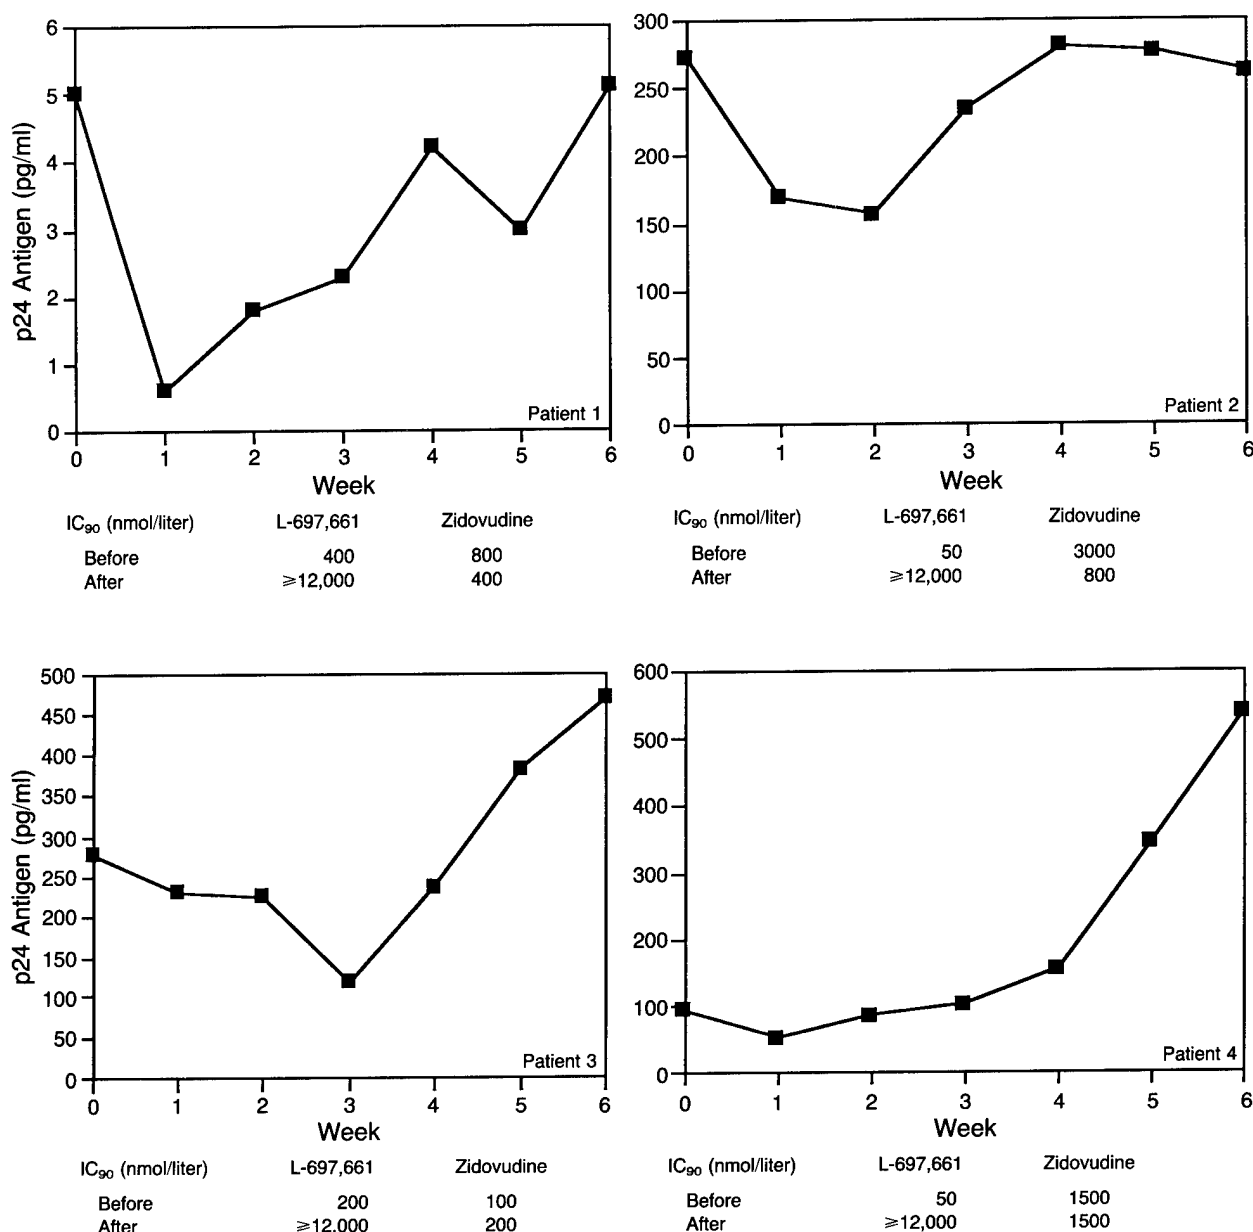 6
5
4
3
2
1
0
p24 Antigen (pg/ml)
Patient 1
0 1 2 3 4 5 6
Week
IC₉₀ (nmol/liter) L-697,661 Zidovudine
Before 400 800
After ≥12,000 400
300
250
200
150
100
50
0
Patient 2
0 1 2 3 4 5 6
Week
IC₉₀ (nmol/liter) L-697,661 Zidovudine
Before 50 3000
After ≥12,000 800
500
450
400
350
300
250
200
150
100
50
0
p24 Antigen (pg/ml)
Patient 3
0 1 2 3 4 5 6
Week
IC₉₀ (nmol/liter) L-697,661 Zidovudine
Before 200 100
After ≥12,000 200
600
500
400
300
200
100
0
Patient 4
0 1 2 3 4 5 6
Week
IC₉₀ (nmol/liter) L-697,661 Zidovudine
Before 50 1500
After ≥12,000 1500